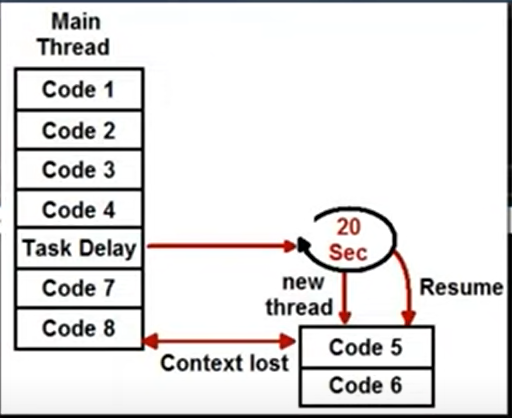 Main
Thread
Code 1
Code 2
Code 3
Code 4
Task Delay
Code 7
Code 8
20
Sec
new
thread
Resume
Context lost
Code 5
Code 6